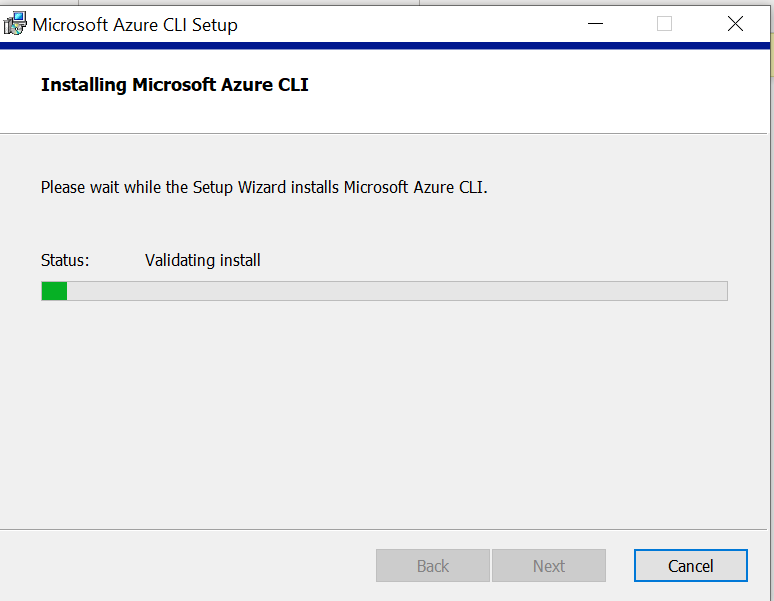 Microsoft Azure CLI Setup
Installing Microsoft Azure CLI
Please wait while the Setup Wizard installs Microsoft Azure CLI.
Status: Validating install
Back Next Cancel